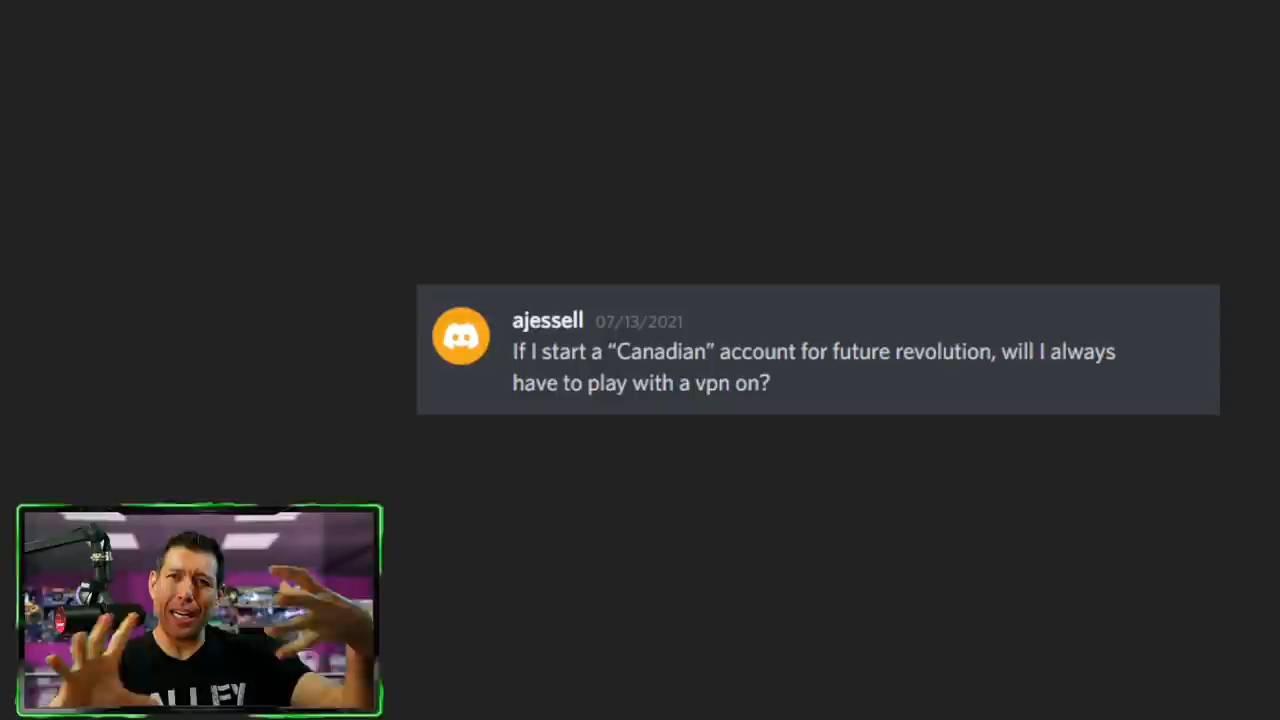 ajessell 07/13/2021
If I start a “Canadian” account for future revolution, will I always
have to play with a vpn on?
ALLEY